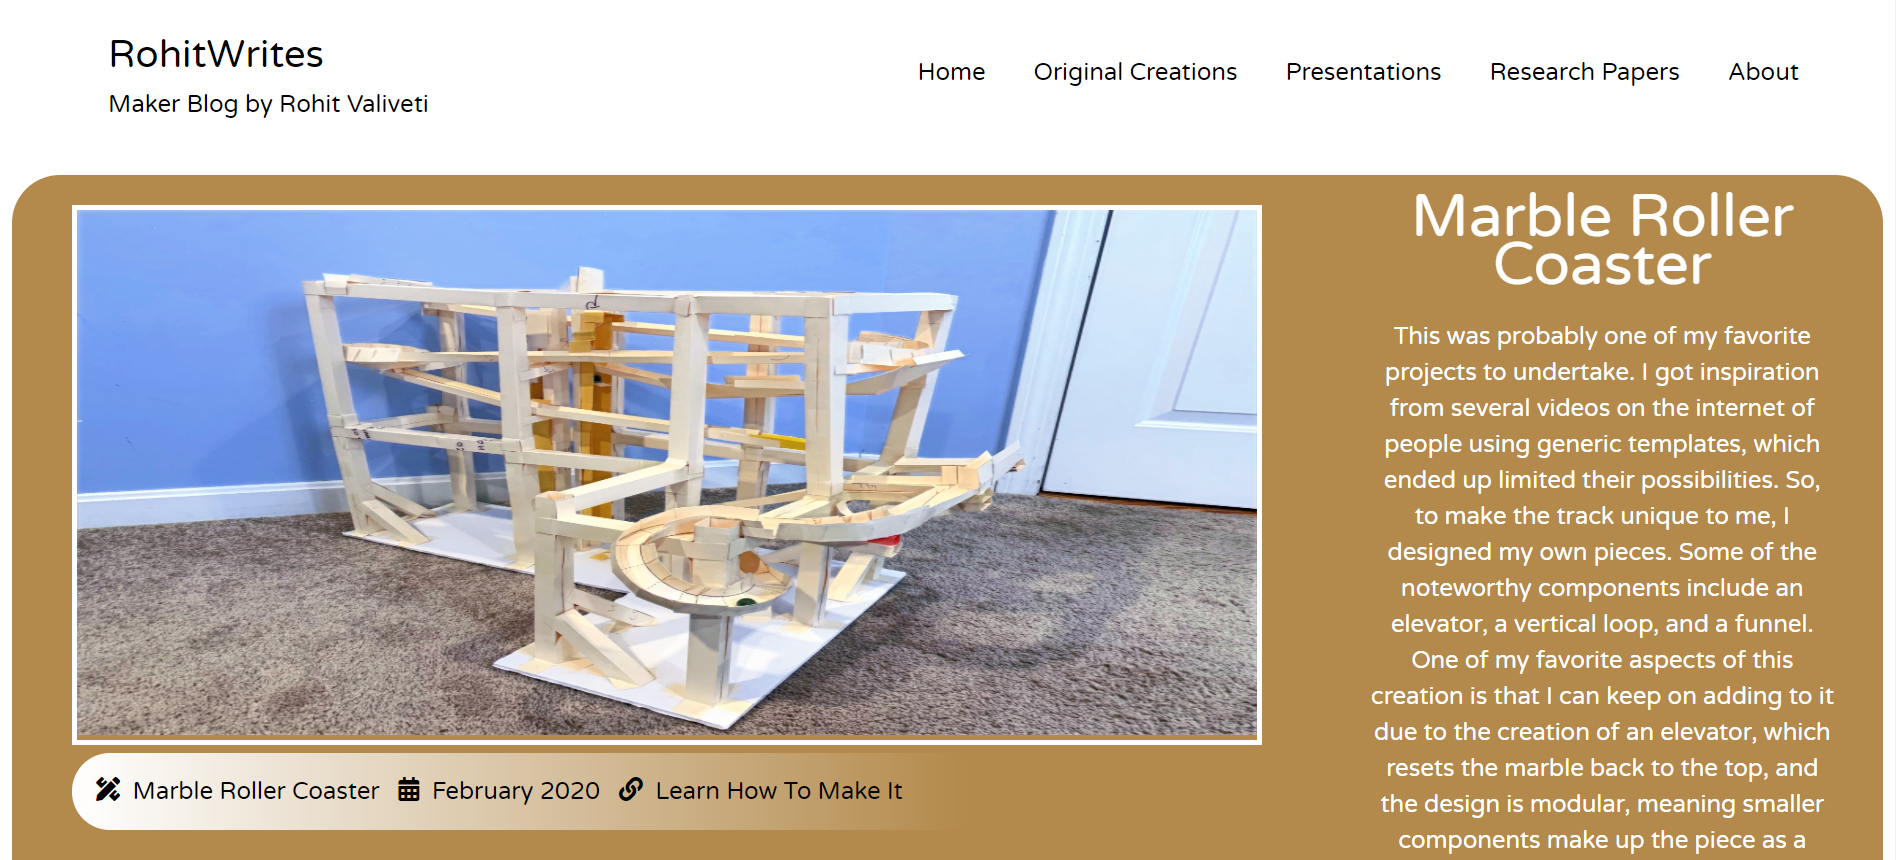 RohitWrites
Maker Blog by Rohit Valiveti
Home Original Creations Presentations Research Papers About
Marble Roller
Coaster
This was probably one of my favorite
projects to undertake. I got inspiration
from several videos on the internet of
people using generic templates, which
ended up limited their possibilities. So,
to make the track unique to me, I
designed my own pieces. Some of the
noteworthy components include an
elevator, a vertical loop, and a funnel.
One of my favorite aspects of this
creation is that I can keep on adding to it
due to the creation of an elevator, which
resets the marble back to the top, and
the design is modular, meaning smaller
components make up the piece as a
Marble Roller Coaster February 2020 Learn How To Make It